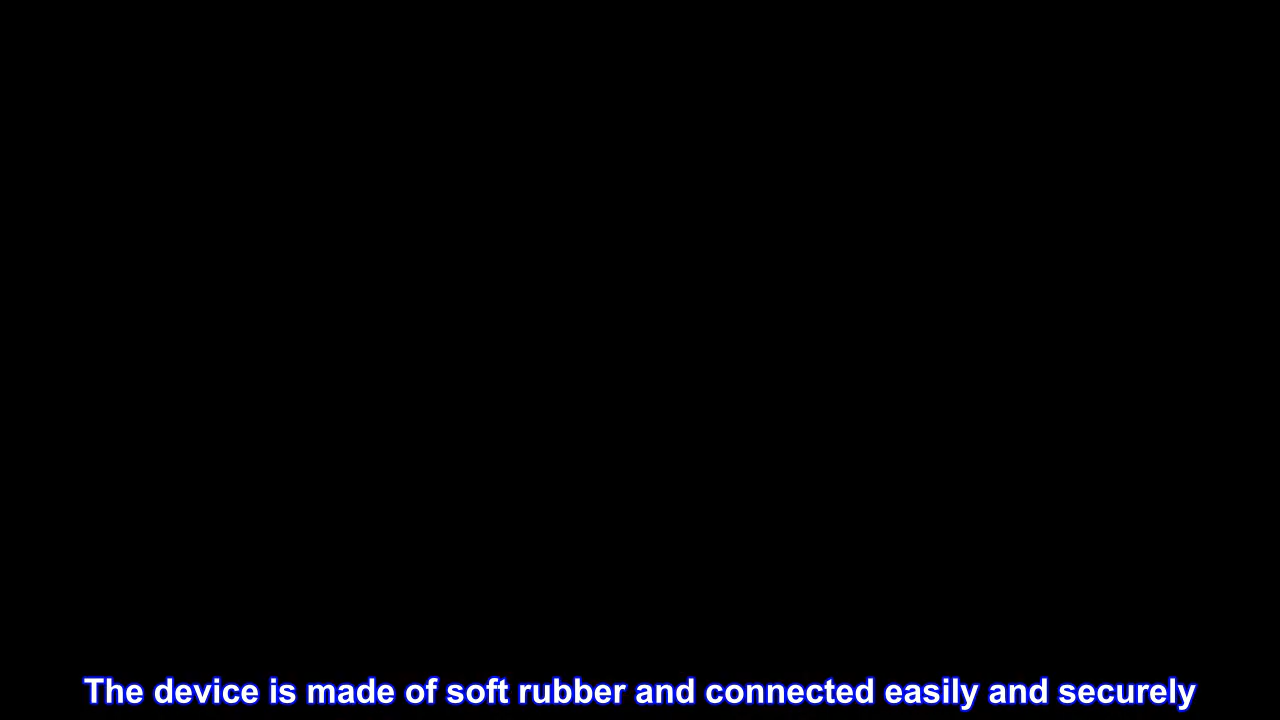 The device is made of soft rubber and connected easily and securely